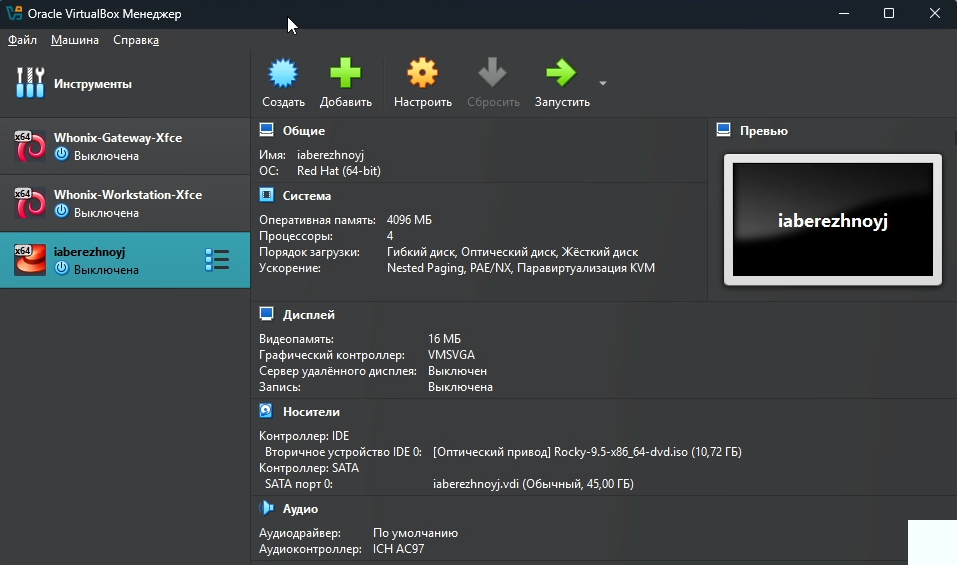 Oracle VirtualBox Менеджер
Файл Машина Справка
Инструменты
Создать Добавить Настроить Сбросить Запустить
x64 Whonix-Gateway-Xfce
Выключена
x64 Whonix-Workstation-Xfce
Выключена
x64 iaberezhnoyj
Выключена
Общие
Имя: iaberezhnoyj
ОС: Red Hat (64-bit)
Система
Оперативная память: 4096 МБ
Процессоры: 4
Порядок загрузки: Гибкий диск, Оптический диск, Жёсткий диск
Ускорение: Nested Paging, PAE/NX, Паравиртуализация KVM
Превью
iaberezhnoyj
Дисплей
Видеопамять: 16 МБ
Графический контроллер: VMSVGA
Сервер удалённого дисплея: Выключен
Запись: Выключена
Носители
Контроллер: IDE
Вторичное устройство IDE 0: [Оптический привод] Rocky-9.5-x86_64-dvd.iso (10,72 ГБ)
Контроллер: SATA
SATA порт 0: iaberezhnoyj.vdi (Обычный, 45,00 ГБ)
Аудио
Аудиодрайвер: По умолчанию
Аудиоконтроллер: ICH AC97